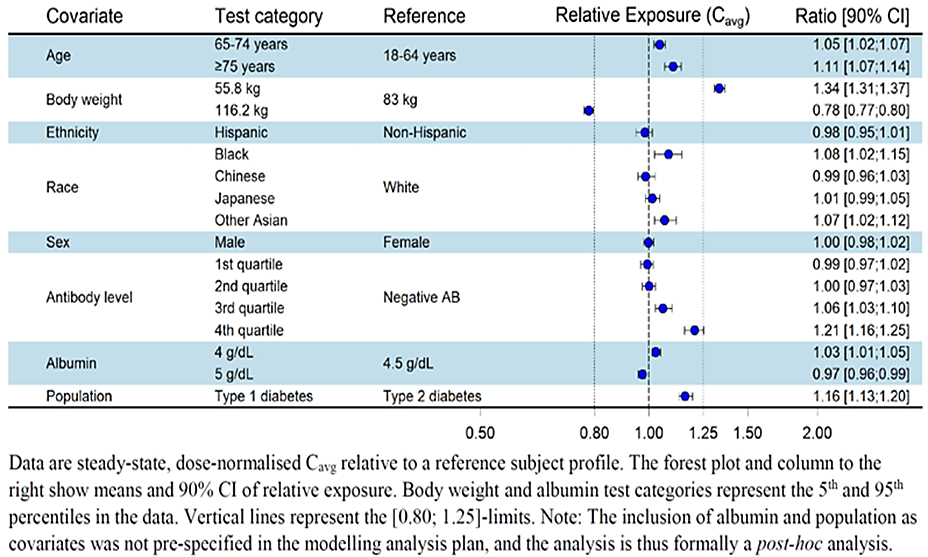 Covariate Test category Reference Relative Exposure (Cavg) Ratio [90% CI]
Age 65-74 years 18-64 years 1.05 [1.02;1.07]
≥75 years 1.11 [1.07;1.14]
Body weight 55.8 kg 83 kg 1.34 [1.31;1.37]
116.2 kg 0.78 [0.77;0.80]
Ethnicity Hispanic Non-Hispanic 0.98 [0.95;1.01]
Race Black White 1.08 [1.02;1.15]
Chinese 0.99 [0.96;1.03]
Japanese 1.01 [0.99;1.05]
Other Asian 1.07 [1.02;1.12]
Sex Male Female 1.00 [0.98;1.02]
Antibody level 1st quartile Negative AB 0.99 [0.97;1.02]
2nd quartile 1.00 [0.97;1.03]
3rd quartile 1.06 [1.03;1.10]
4th quartile 1.21 [1.16;1.25]
Albumin 4 g/dL 4.5 g/dL 1.03 [1.01;1.05]
5 g/dL 0.97 [0.96;0.99]
Population Type 1 diabetes Type 2 diabetes 1.16 [1.13;1.20]
0.50 0.80 1.00 1.25 1.50 2.00
Data are steady-state, dose-normalised Cavg relative to a reference subject profile. The forest plot and column to the
right show means and 90% CI of relative exposure. Body weight and albumin test categories represent the 5th and 95th
percentiles in the data. Vertical lines represent the [0.80; 1.25]-limits. Note: The inclusion of albumin and population as
covariates was not pre-specified in the modelling analysis plan, and the analysis is thus formally a post-hoc analysis.